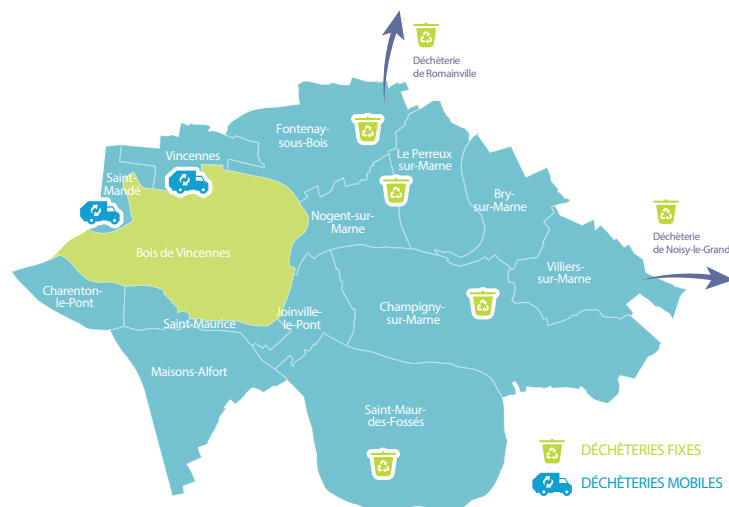 Déchèterie
de Romainville
Fontenay-
sous-Bois
Vincennes
Le Perreux
sur-Marne
Saint-
Mandé
Bry-
sur-Marne
Nogent-sur-
Marne
Déchèterie
de Noisy-le-Grand
Bois de Vincennes
Villiers-
sur-Marne
Charenton-
le-Pont
Champigny-
sur-Marne
Joinville-
le-Pont
Saint-Maurice
Maisons-Alfort
Saint-Maur-
des-Fossés
DÉCHÈTERIES FIXES
DÉCHÈTERIES MOBILES